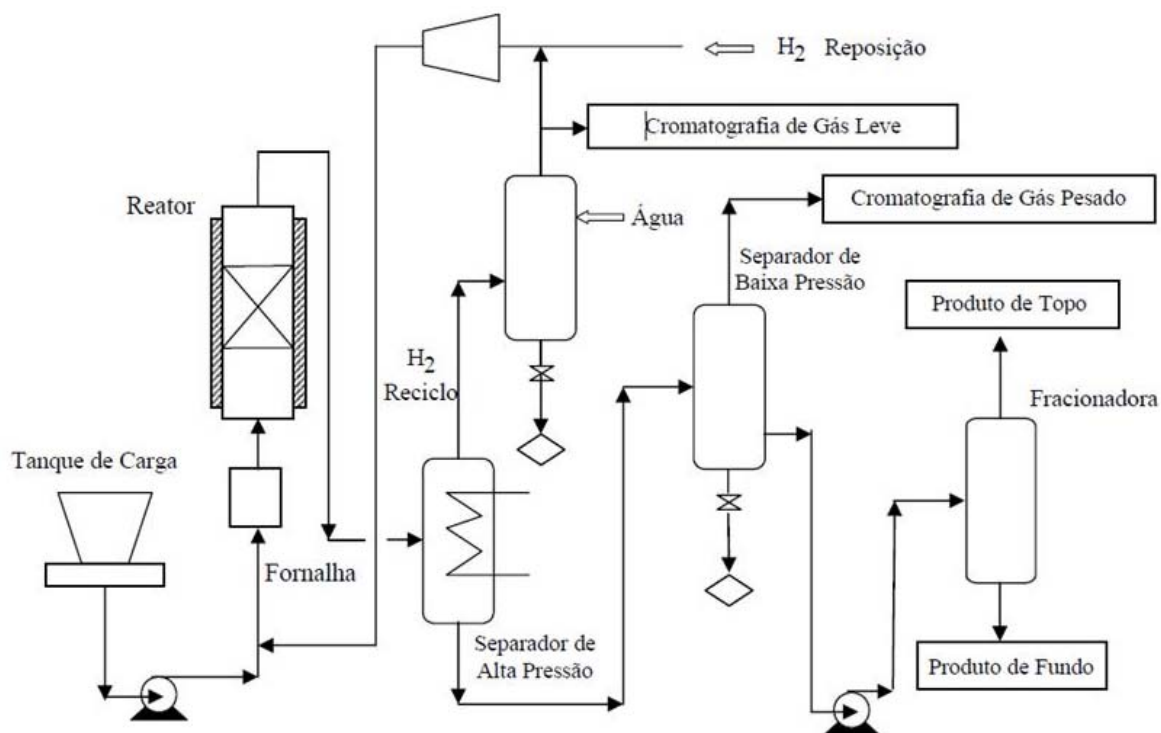 H2 Reposição
Cromatografia de Gás Leve
Reator
Água
Cromatografia de Gás Pesado
Separador de
Baixa Pressão
Produto de Topo
H2
Reciclo
Fracionadora
Tanque de Carga
Fornalha
Separador de
Alta Pressão
Produto de Fundo